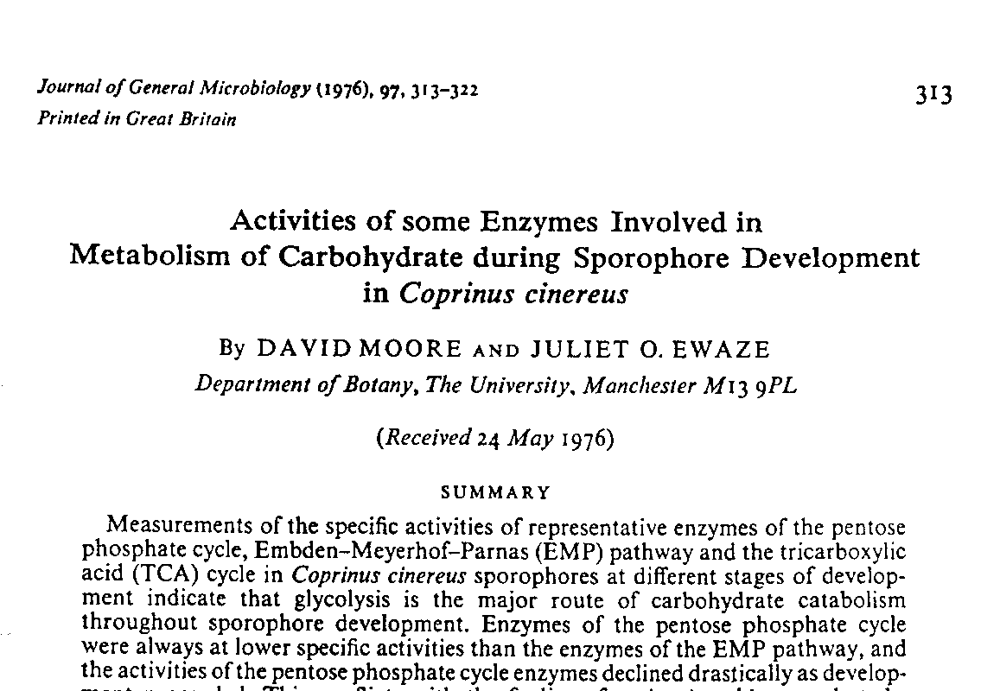 Journal of General Microbiology (1976), 97, 313–322
313
Printed in Great Britain
Activities of some Enzymes Involved in
Metabolism of Carbohydrate during Sporophore Development
in Coprinus cinereus
By DAVID MOORE AND JULIET O. EWAZE
Department of Botany, The University, Manchester M13 9PL
(Received 24 May 1976)
SUMMARY
Measurements of the specific activities of representative enzymes of the pentose
phosphate cycle, Embden–Meyerhof–Parnas (EMP) pathway and the tricarboxylic
acid (TCA) cycle in Coprinus cinereus sporophores at different stages of develop-
ment indicate that glycolysis is the major route of carbohydrate catabolism
throughout sporophore development. Enzymes of the pentose phosphate cycle
were always at lower specific activities than the enzymes of the EMP pathway, and
the activities of the pentose phosphate cycle enzymes declined drastically as develop-